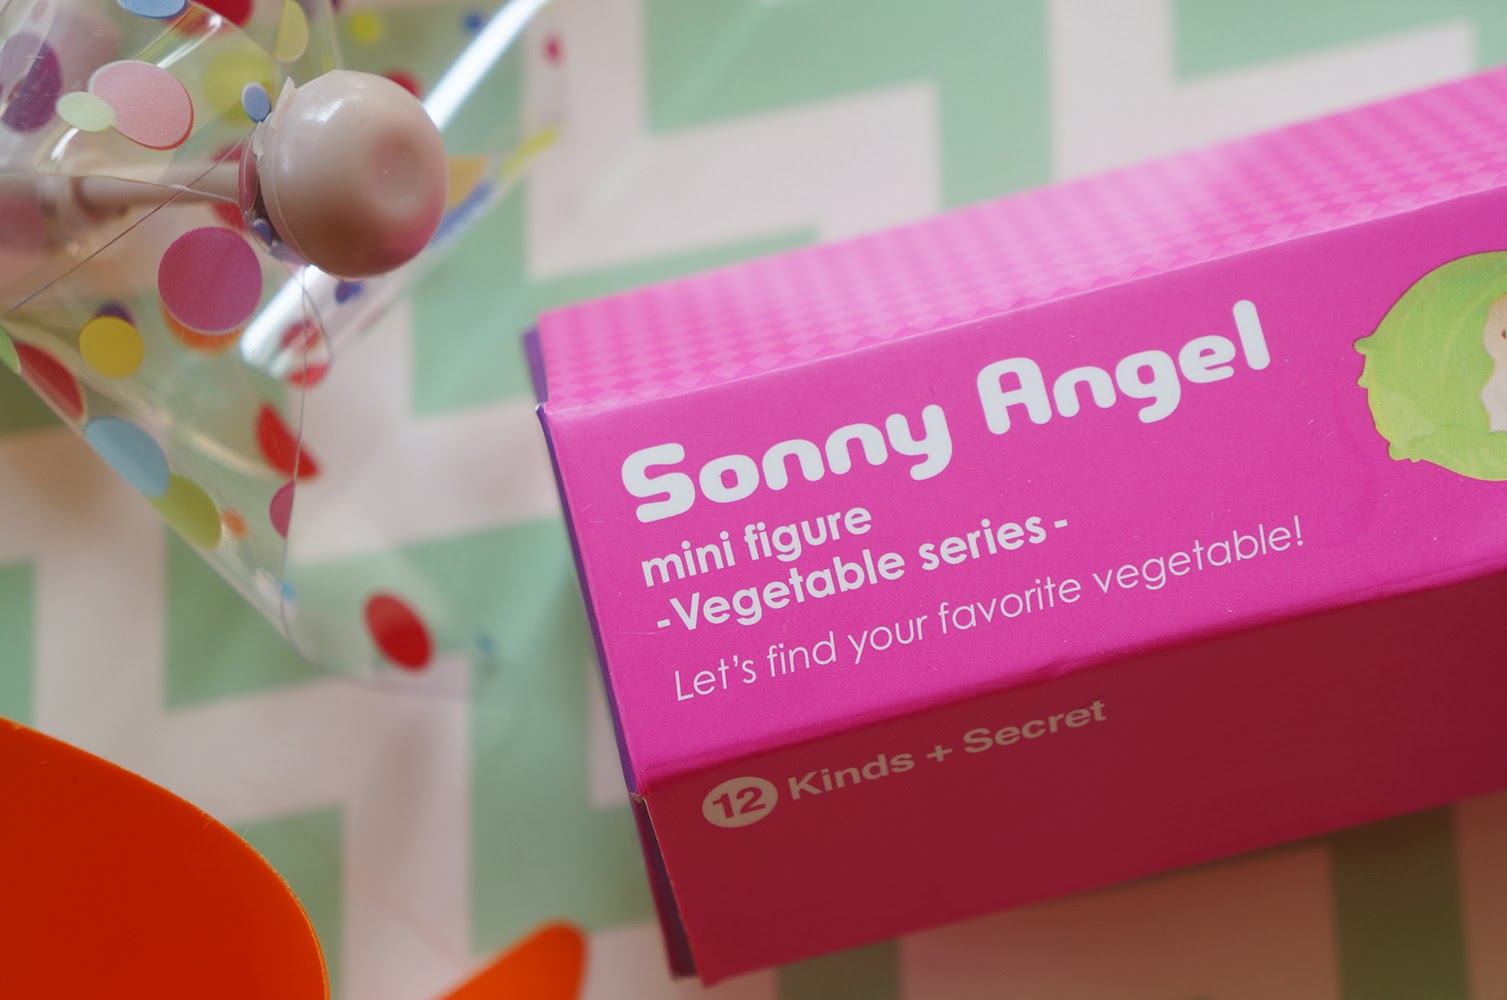 Sonny Angel
mini figure
-Vegetable series-
Let's find your favorite vegetable!
12 Kinds + Secret